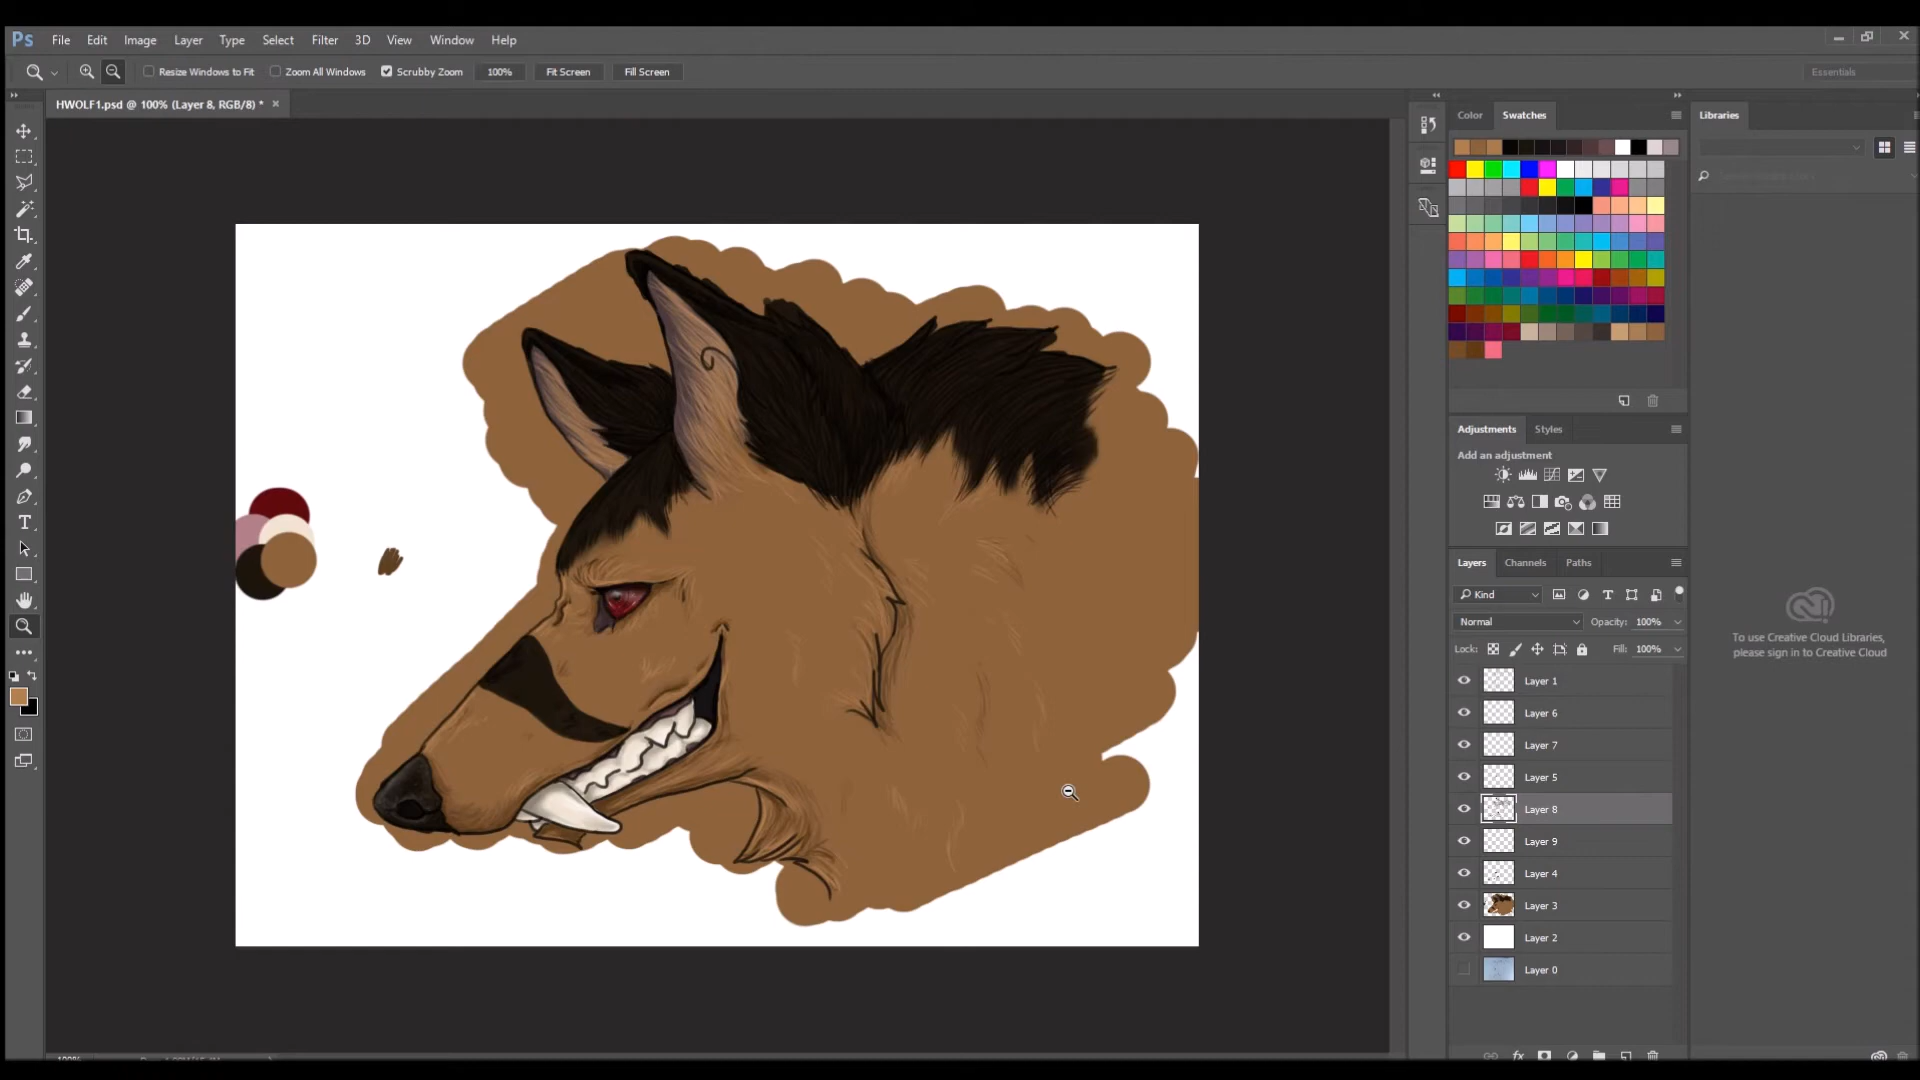 Ps File Edit Image Layer Type Select Filter 3D View Window Help
Resize Windows to Fit Zoom All Windows Scrubby Zoom 100% Fit Screen Fill Screen Essentials
HWOLF1.psd @ 100% (Layer 8, RGB/8) *
Color Swatches
Libraries
Adjustments Styles
Add an adjustment
Layers Channels Paths
Kind
Normal Opacity: 100%
Lock: Fill: 100%
To use Creative Cloud Libraries,
please sign in to Creative Cloud
Layer 1
Layer 6
Layer 7
Layer 5
Layer 8
Layer 9
Layer 4
Layer 3
Layer 2
Layer 0
fx